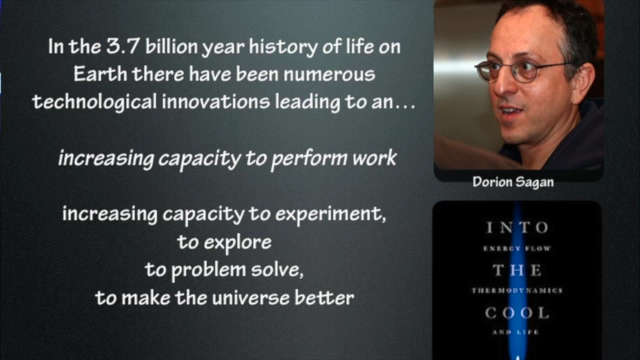 In the 3.7 billion year history of life on
Earth there have been numerous
technological innovations leading to an...
increasing capacity to perform work
increasing capacity to experiment,
to explore
to problem solve,
to make the universe better
Dorion Sagan
INTO
ENERGY FLOW
THE
THERMODYNAMICS
COOL
AND LIFE